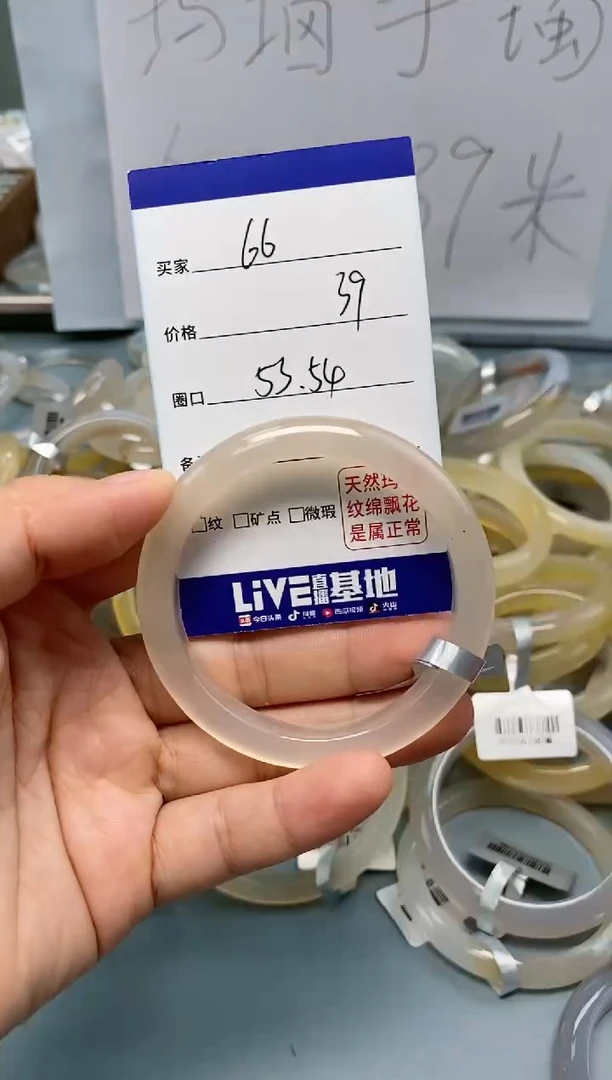 玛瑙手镯
39米
买家 66
价格 39
圈口 53.54
天然玛
纹绵飘花
是属正常
□纹 □矿点 □微瑕
LiVE直播基地
今日头条 抖音 西瓜视频 火山